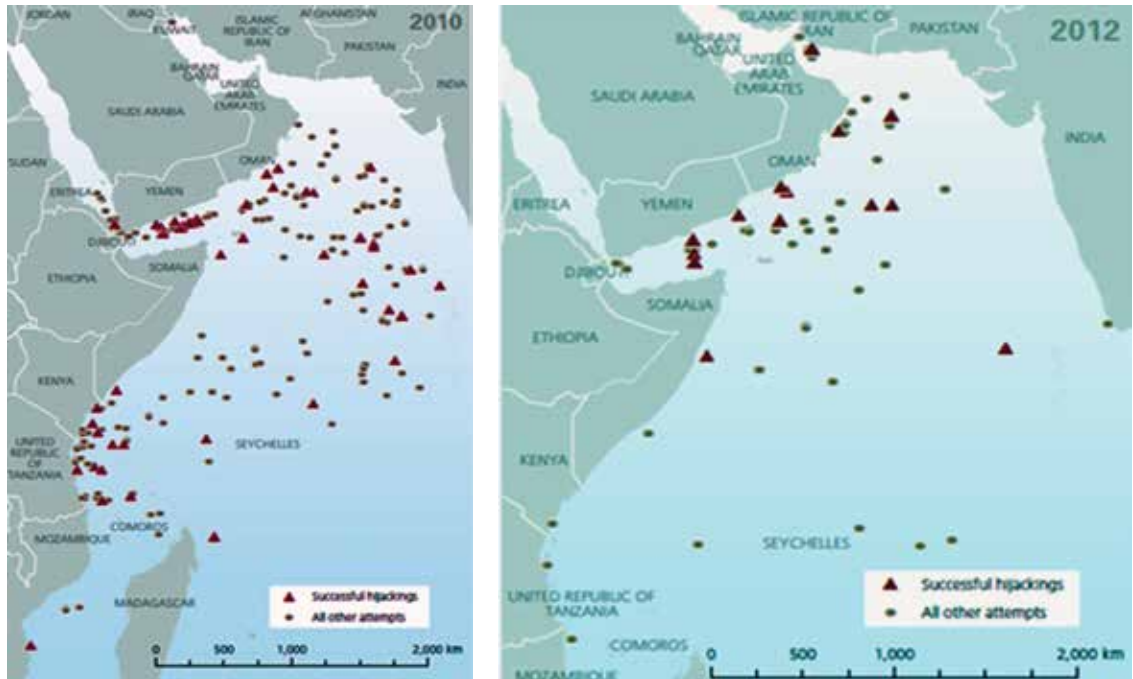 2010
JORDAN
IRAQ
KUWAIT
ISLAMIC
REPUBLIC OF
IRAN
AFGHANISTAN
PAKISTAN
BAHRAIN
QATAR
UNITED
ARAB
EMIRATES
INDIA
SAUDI ARABIA
SUDAN
OMAN
ERITREA
YEMEN
DJIBOUTI
SOMALIA
ETHIOPIA
KENYA
UNITED
REPUBLIC
OF
TANZANIA
SEYCHELLES
COMOROS
MOZAMBIQUE
MADAGASCAR
Successful hijackings
All other attempts
0 500 1,000 2,000 km
2012
ISLAMIC REPUBLIC OF
IRAN
PAKISTAN
BAHRAIN
QATAR
UNITED
ARAB
EMIRATES
SAUDI ARABIA
INDIA
OMAN
ERITREA
YEMEN
DJIBOUTI
SOMALIA
ETHIOPIA
KENYA
SEYCHELLES
UNITED REPUBLIC OF
TANZANIA
COMOROS
MOZAMBIQUE
Successful hijackings
All other attempts
0 500 1,000 2,000 km